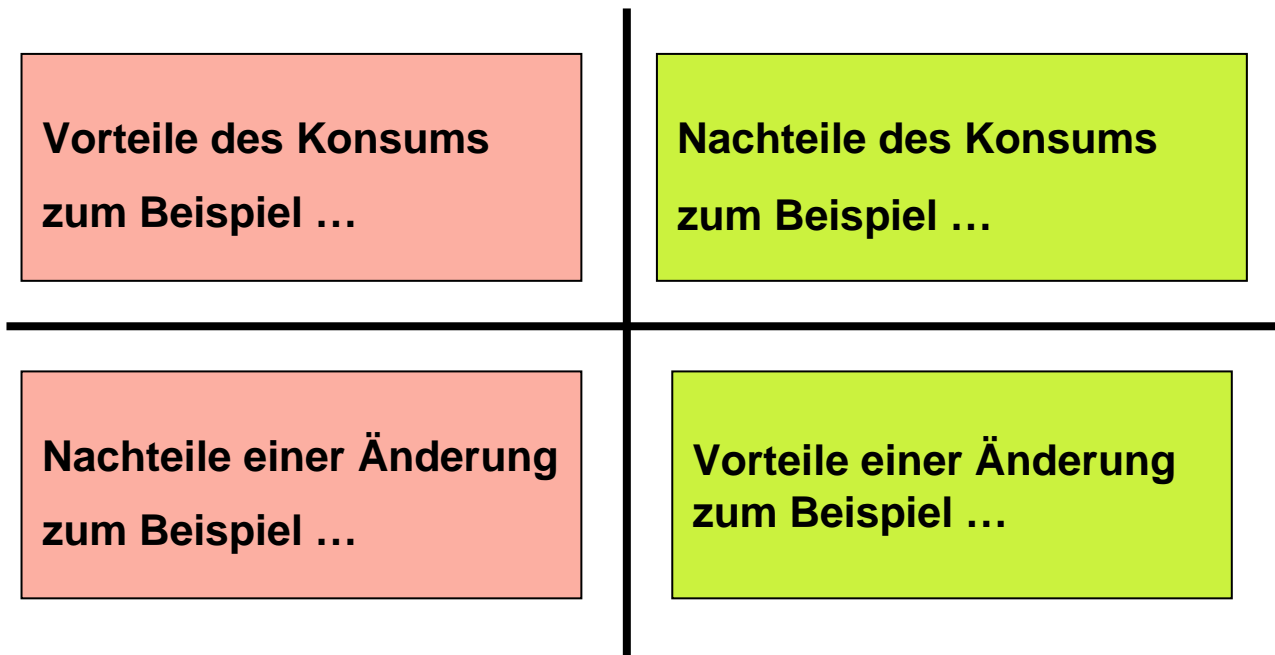 Vorteile des Konsums
zum Beispiel …
Nachteile des Konsums
zum Beispiel …
Nachteile einer Änderung
zum Beispiel …
Vorteile einer Änderung
zum Beispiel …